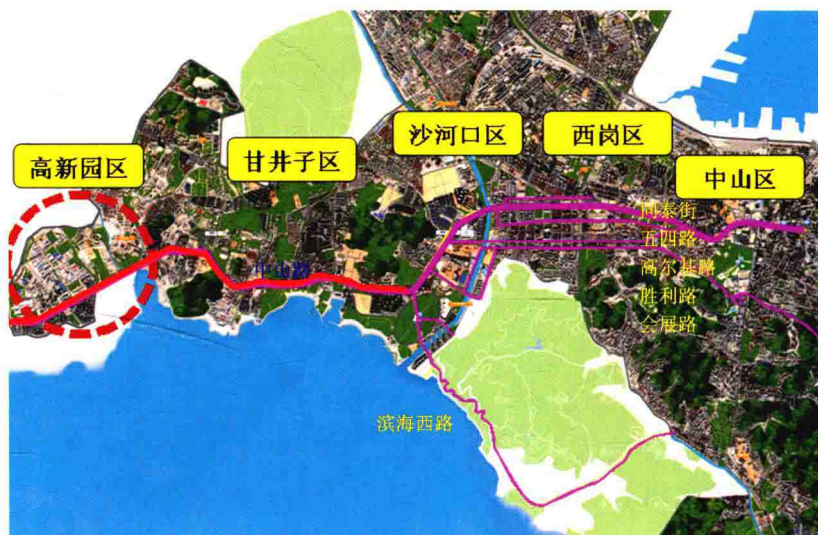 沙河口区
西岗区
高新园区
甘井子区
中山区
同泰街
五四路
中山路
高尔基路
胜利路
会展路
滨海西路